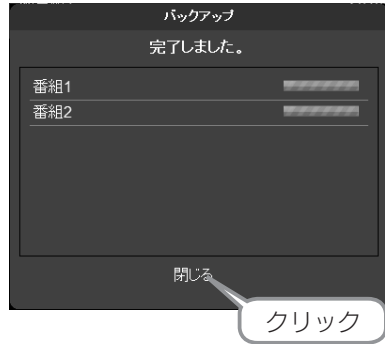 バックアップ
完了しました。
番組1
番組2
閉じる
クリック